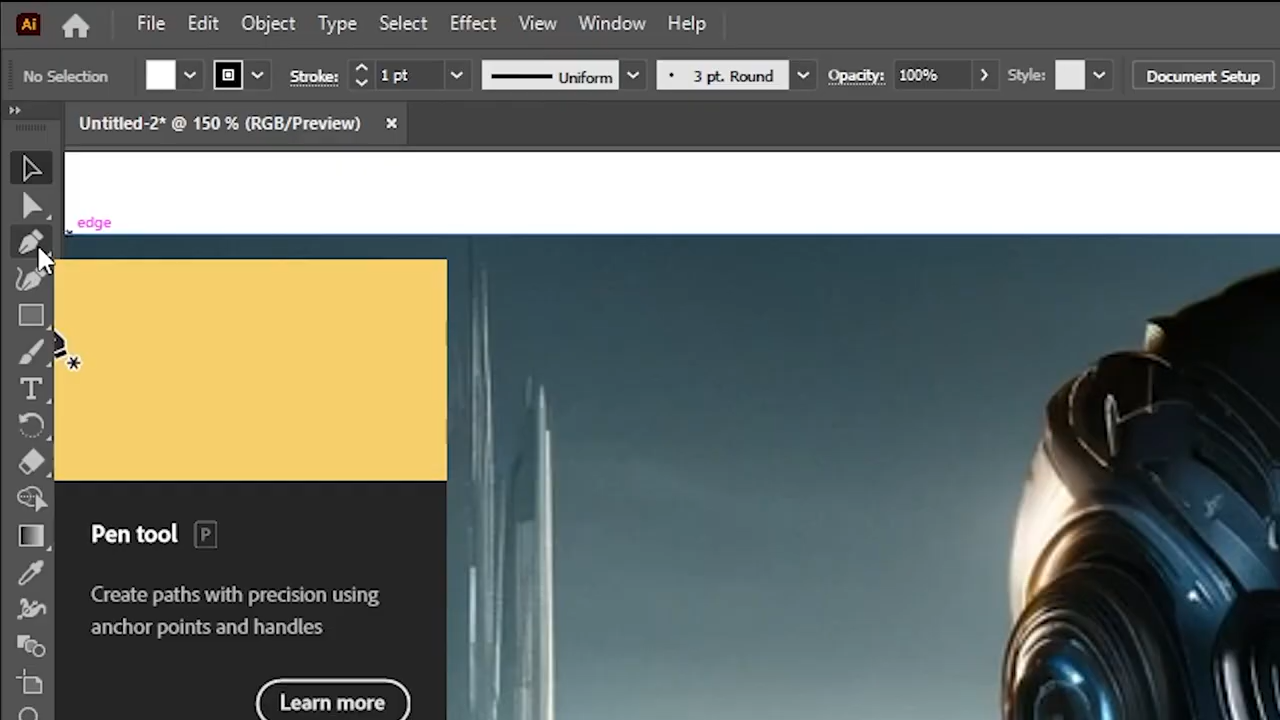 Ai File Edit Object Type Select Effect View Window Help
No Selection Stroke: 1 pt Uniform 3 pt. Round Opacity: 100% Style: Document Setup
Untitled-2* @ 150 % (RGB/Preview)
edge
Pen tool P
Create paths with precision using
anchor points and handles
Learn more